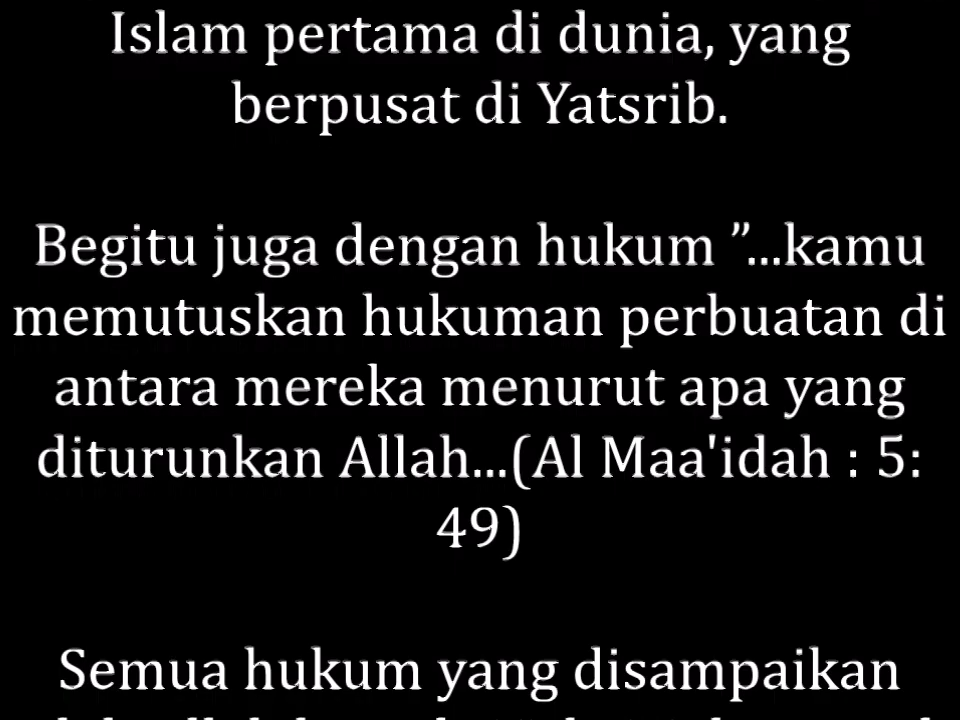 Islam pertama di dunia, yang
berpusat di Yatsrib.
Begitu juga dengan hukum ”...kamu
memutuskan hukuman perbuatan di
antara mereka menurut apa yang
diturunkan Allah...(Al Maa'idah : 5:
49)
Semua hukum yang disampaikan